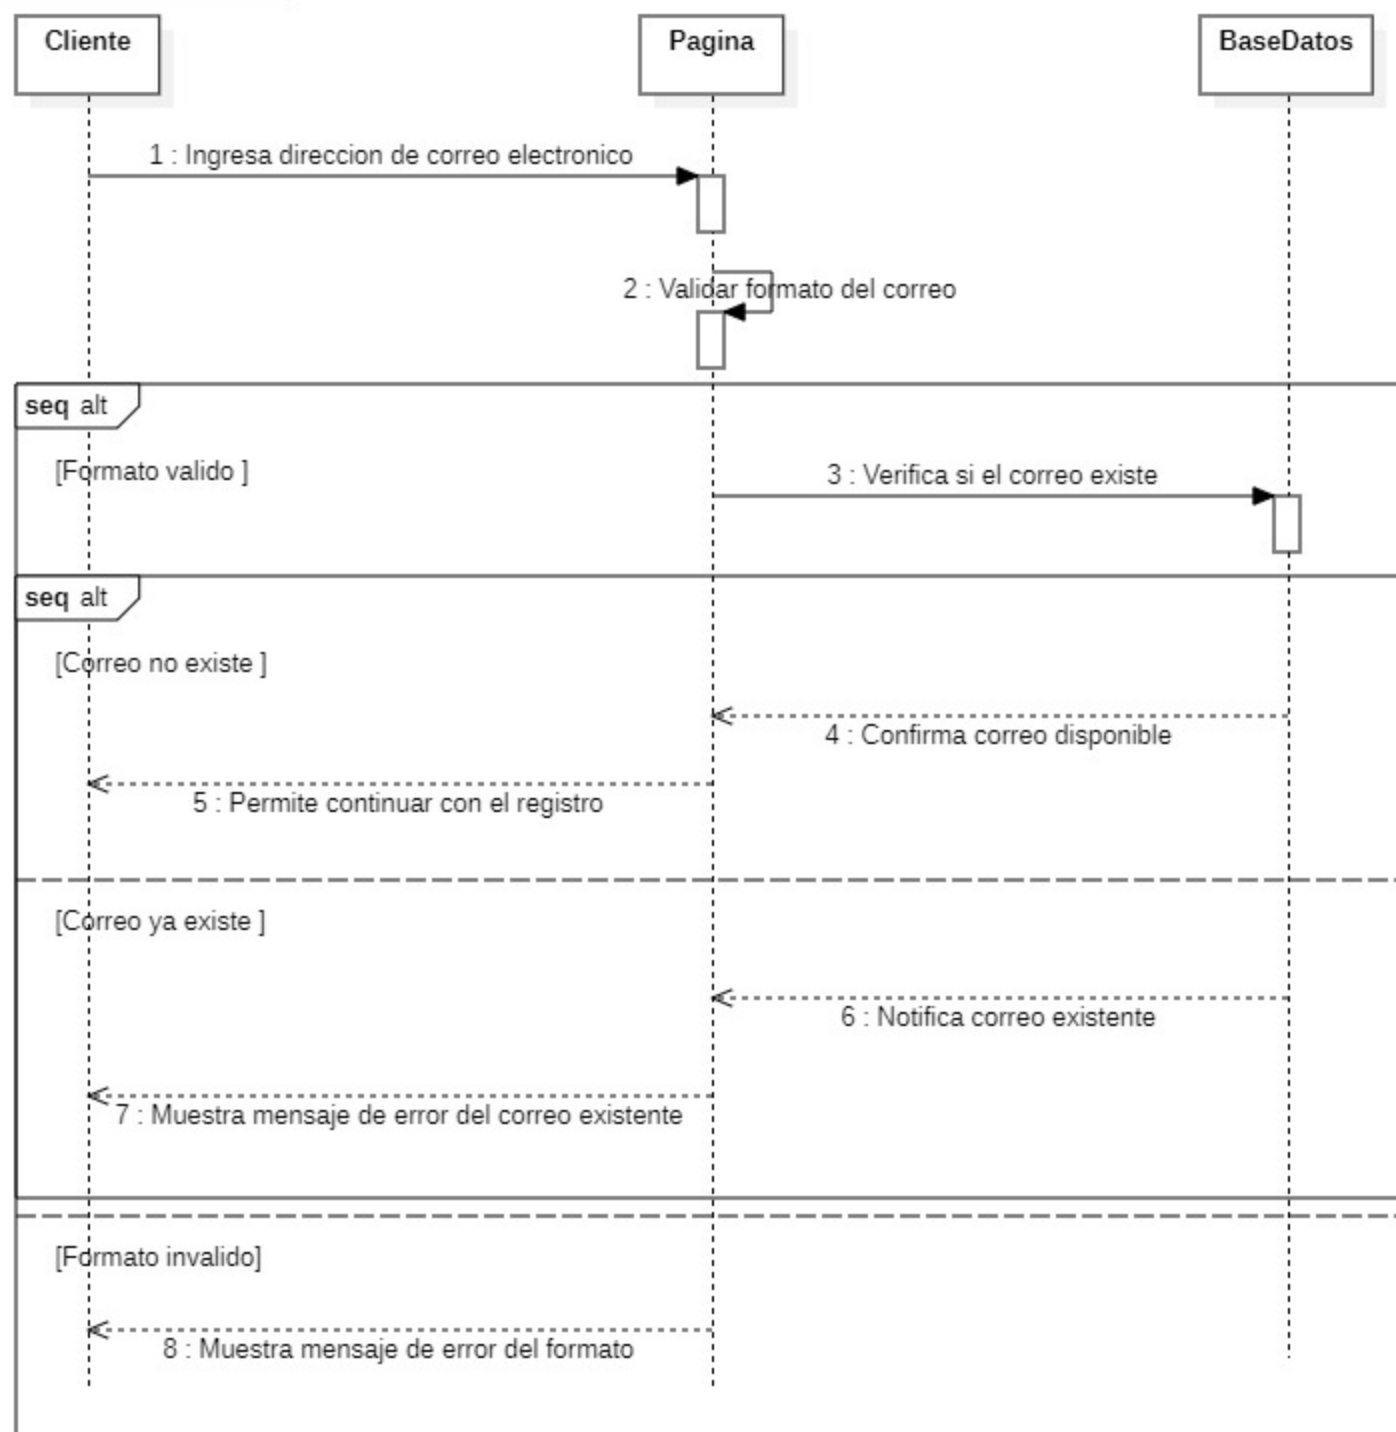 Cliente
Pagina
BaseDatos
1 : Ingresa direccion de correo electronico
2 : Validar formato del correo
seq alt
[Formato valido ]
3 : Verifica si el correo existe
seq alt
[Correo no existe ]
4 : Confirma correo disponible
5 : Permite continuar con el registro
[Correo ya existe ]
6 : Notifica correo existente
7 : Muestra mensaje de error del correo existente
[Formato invalido]
8 : Muestra mensaje de error del formato